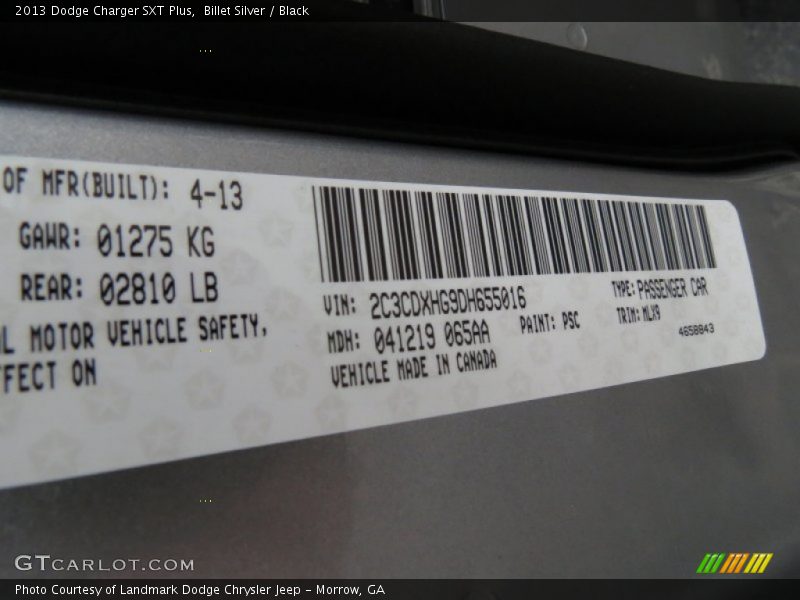 2013 Dodge Charger SXT Plus, Billet Silver / Black
OF MFR(BUILT): 4-13
GAWR: 01275 KG
REAR: 02810 LB
L MOTOR VEHICLE SAFETY,
FFECT ON
VIN: 2C3CDXHG9DH655016
TYPE: PASSENGER CAR
MDH: 041219 065AA
PAINT: PSC
TRIM: MLX9
VEHICLE MADE IN CANADA
4658843
GTCARLOT.COM
Photo Courtesy of Landmark Dodge Chrysler Jeep - Morrow, GA